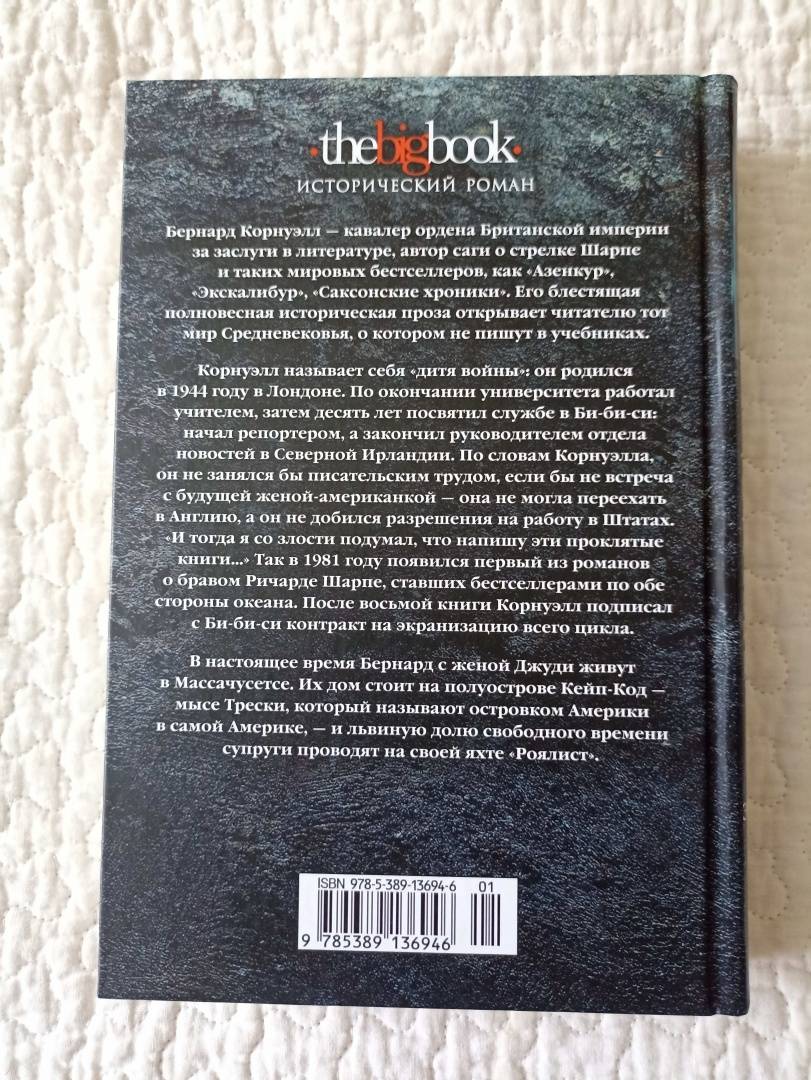 ·thebigbook·
ИСТОРИЧЕСКИЙ РОМАН
Бернард Корнуэлл — кавалер ордена Британской империи
за заслуги в литературе, автор саги о стрелке Шарпе
и таких мировых бестселлеров, как «Азенкур»,
«Экскалибур», «Саксонские хроники». Его блестящая
полновесная историческая проза открывает читателю тот
мир Средневековья, о котором не пишут в учебниках.
Корнуэлл называет себя «дитя войны»: он родился
в 1944 году в Лондоне. По окончании университета работал
учителем, затем десять лет посвятил службе в Би-би-си:
начал репортером, а закончил руководителем отдела
новостей в Северной Ирландии. По словам Корнуэлла,
он не занялся бы писательским трудом, если бы не встреча
с будущей женой-американкой — она не могла переехать
в Англию, а он не добился разрешения на работу в Штатах.
«И тогда я со злости подумал, что напишу эти проклятые
книги...» Так в 1981 году появился первый из романов
о бравом Ричарде Шарпе, ставших бестселлерами по обе
стороны океана. После восьмой книги Корнуэлл подписал
с Би-би-си контракт на экранизацию всего цикла.
В настоящее время Бернард с женой Джуди живут
в Массачусетсе. Их дом стоит на полуострове Кейп-Код —
мысе Трески, который называют островком Америки
в самой Америке, — и львиную долю свободного времени
супруги проводят на своей яхте «Роялист».
ISBN 978-5-389-13694-6 01
9 785389 136946